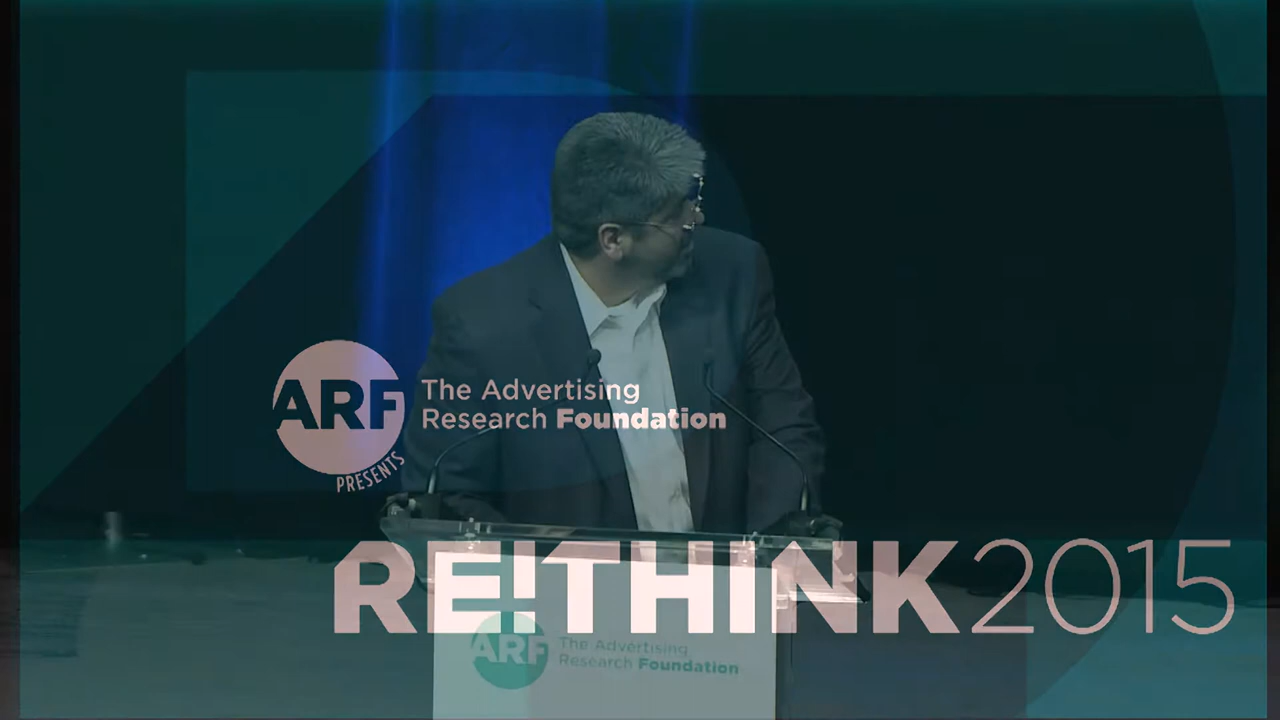 ARF
PRESENTS
The Advertising
Research Foundation
RE!THINK2015
ARF
The Advertising
Research Foundation